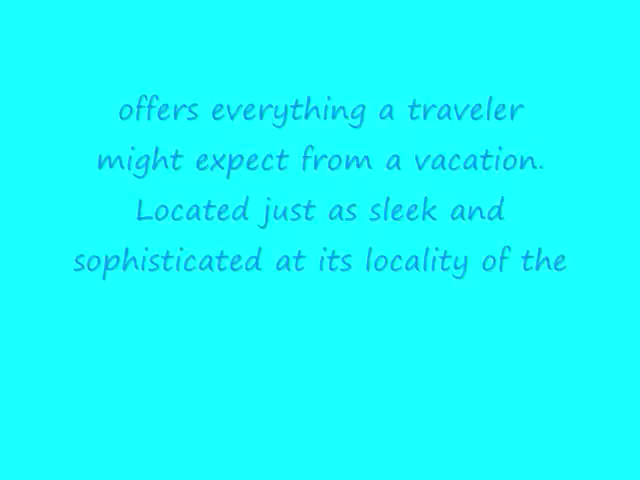 offers everything a traveler
might expect from a vacation.
Located just as sleek and
sophisticated at its locality of the